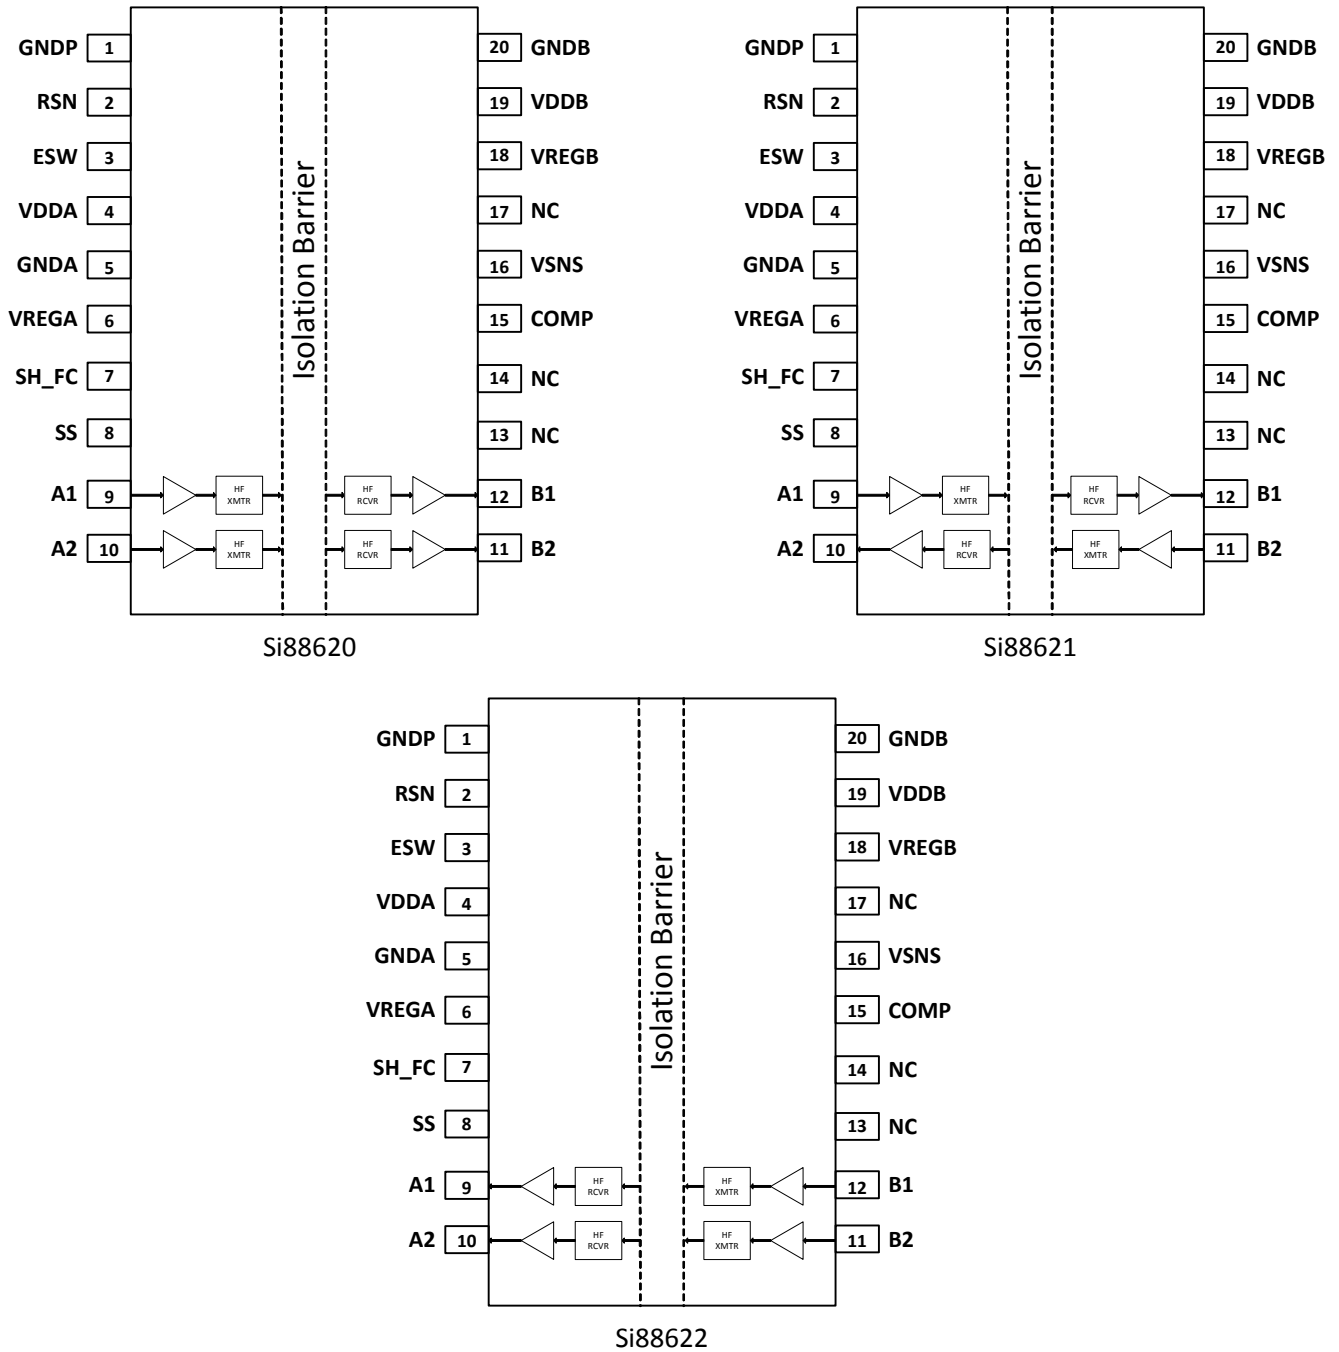 GNDP 1 20 GNDB
RSN 2 19 VDDB
ESW 3 18 VREGB
VDDA 4 17 NC
GNDA 5 16 VSNS
VREGA 6 15 COMP
SH_FC 7 14 NC
SS 8 13 NC
A1 9 HF XMTR HF RCVR 12 B1
A2 10 HF XMTR HF RCVR 11 B2
Isolation Barrier
Si88620
GNDP 1 20 GNDB
RSN 2 19 VDDB
ESW 3 18 VREGB
VDDA 4 17 NC
GNDA 5 16 VSNS
VREGA 6 15 COMP
SH_FC 7 14 NC
SS 8 13 NC
A1 9 HF XMTR HF RCVR 12 B1
A2 10 HF RCVR HF XMTR 11 B2
Isolation Barrier
Si88621
GNDP 1 20 GNDB
RSN 2 19 VDDB
ESW 3 18 VREGB
VDDA 4 17 NC
GNDA 5 16 VSNS
VREGA 6 15 COMP
SH_FC 7 14 NC
SS 8 13 NC
A1 9 HF RCVR HF XMTR 12 B1
A2 10 HF RCVR HF XMTR 11 B2
Isolation Barrier
Si88622